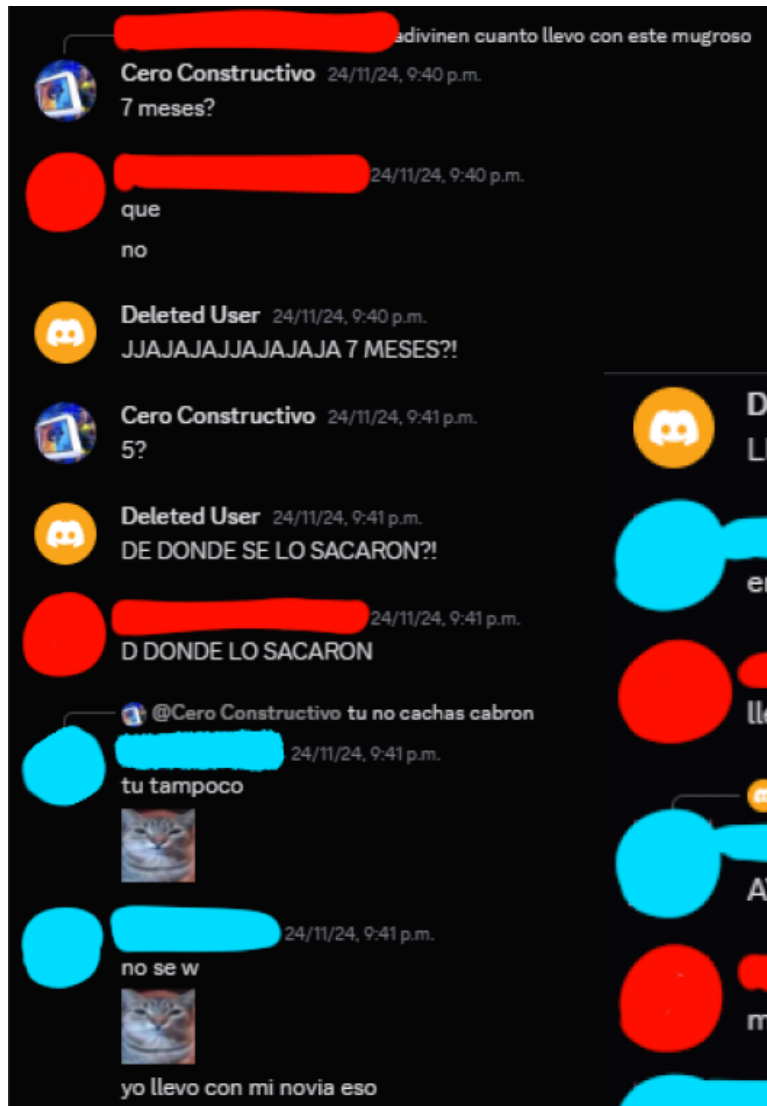 adivinen cuanto llevo con este mugroso
Cero Constructivo 24/11/24, 9:40 p.m.
7 meses?
24/11/24, 9:40 p.m.
que
no
Deleted User 24/11/24, 9:40 p.m.
JJAJAJAJJAJAJAJA 7 MESES?!
Cero Constructivo 24/11/24, 9:41 p.m.
5?
Deleted User 24/11/24, 9:41 p.m.
DE DONDE SE LO SACARON?!
24/11/24, 9:41 p.m.
D DONDE LO SACARON
@Cero Constructivo tu no cachas cabron
24/11/24, 9:41 p.m.
tu tampoco
24/11/24, 9:41 p.m.
no se w
yo llevo con mi novia eso